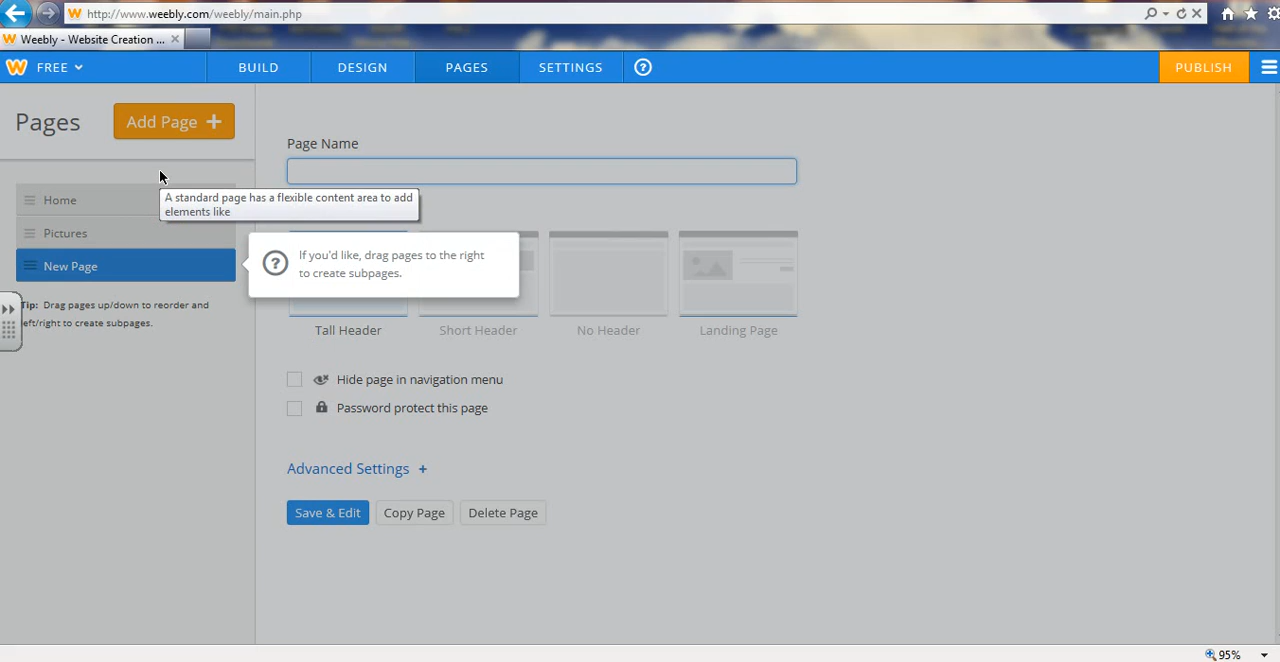 http://www.weebly.com/weebly/main.php
Weebly - Website Creation ...
FREE
BUILD
DESIGN
PAGES
SETTINGS
?
PUBLISH
Pages
Add Page +
Page Name
Home
A standard page has a flexible content area to add
elements like
Pictures
New Page
? If you'd like, drag pages to the right
to create subpages.
Tip: Drag pages up/down to reorder and
left/right to create subpages.
Tall Header
Short Header
No Header
Landing Page
Hide page in navigation menu
Password protect this page
Advanced Settings +
Save & Edit
Copy Page
Delete Page
95%